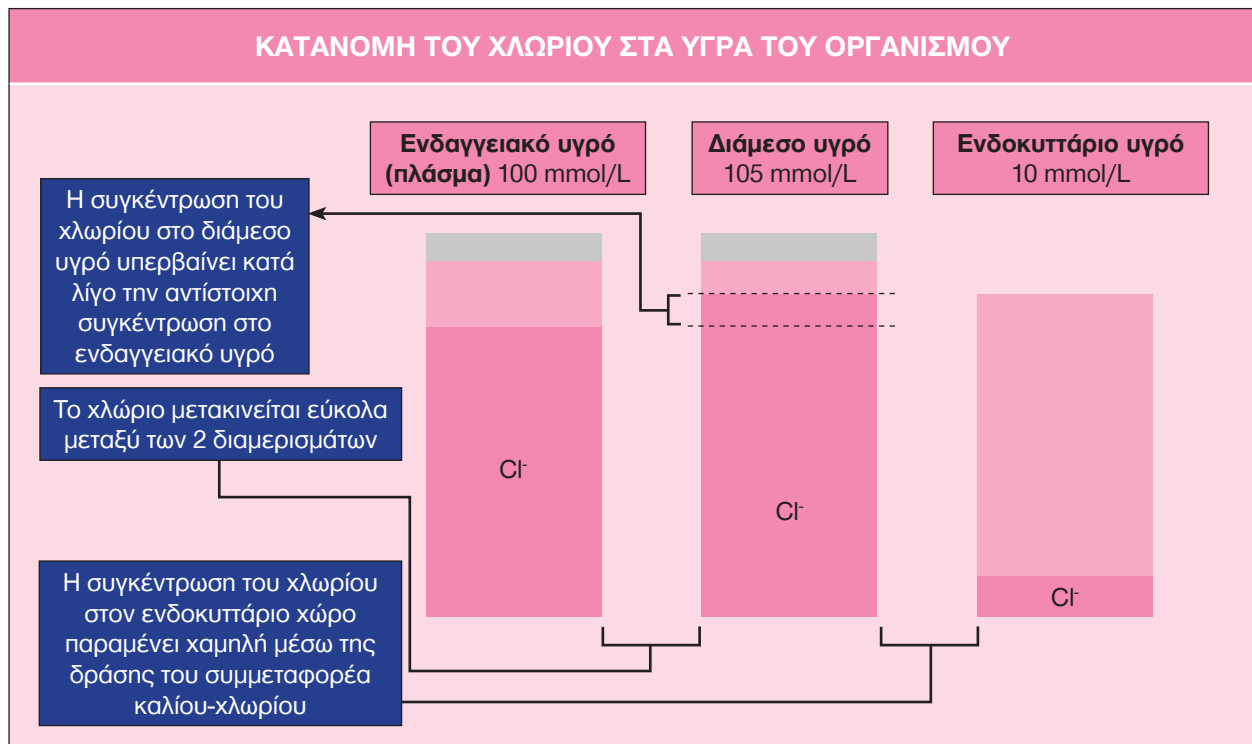 ΚΑΤΑΝΟΜΗ ΤΟΥ ΧΛΩΡΙΟΥ ΣΤΑ ΥΓΡΑ ΤΟΥ ΟΡΓΑΝΙΣΜΟΥ
Ενδαγγειακό υγρό
(πλάσμα) 100 mmol/L
Διάμεσο υγρό
105 mmol/L
Ενδοκυττάριο υγρό
10 mmol/L
Η συγκέντρωση του
χλωρίου στο διάμεσο
υγρό υπερβαίνει κατά
λίγο την αντίστοιχη
συγκέντρωση στο
ενδαγγειακό υγρό
Το χλώριο μετακινείται εύκολα
μεταξύ των 2 διαμερισμάτων
Η συγκέντρωση του χλωρίου
στον ενδοκυττάριο χώρο
παραμένει χαμηλή μέσω της
δράσης του συμμεταφορέα
καλίου-χλωρίου
Cl⁻
Cl⁻
Cl⁻